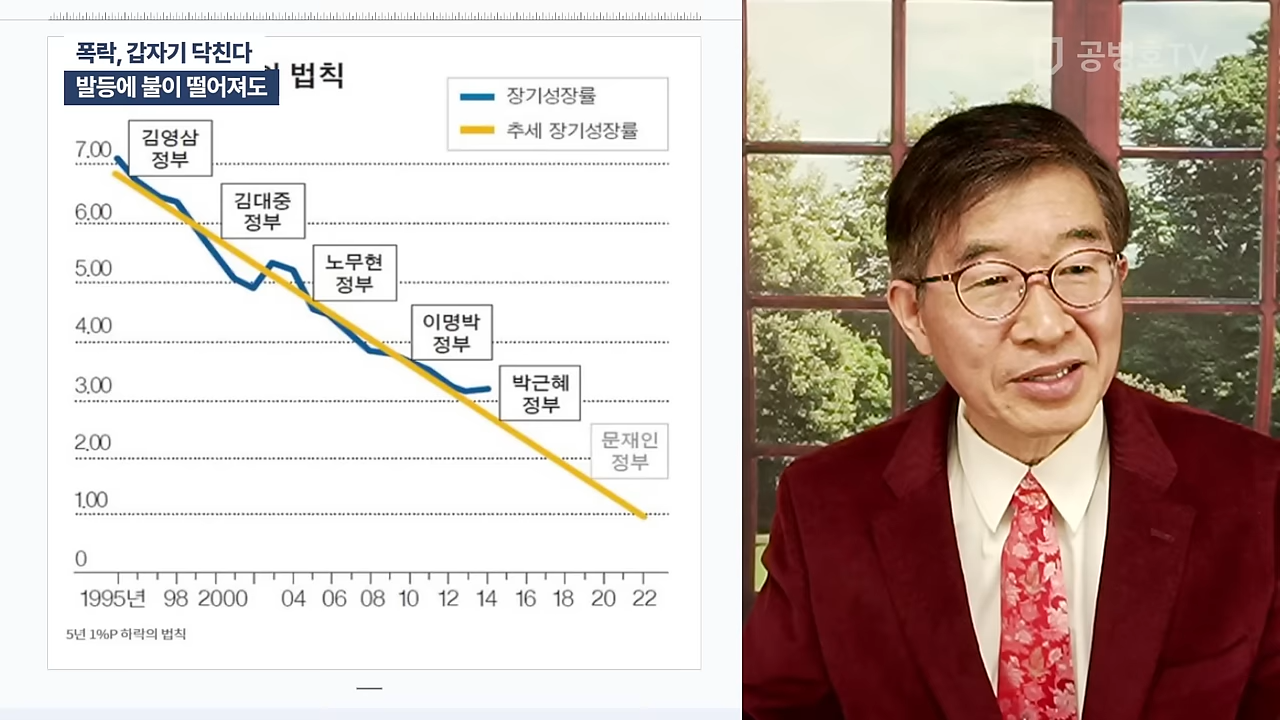 폭락, 갑자기 닥친다
발등에 불이 떨어져도
법칙
장기성장률
추세 장기성장률
김영삼
정부
김대중
정부
노무현
정부
이명박
정부
박근혜
정부
문재인
정부
7.00
6.00
5.00
4.00
3.00
2.00
1.00
0
1995년 98 2000 04 06 08 10 12 14 16 18 20 22
5년 1%P 하락의 법칙
공병호TV